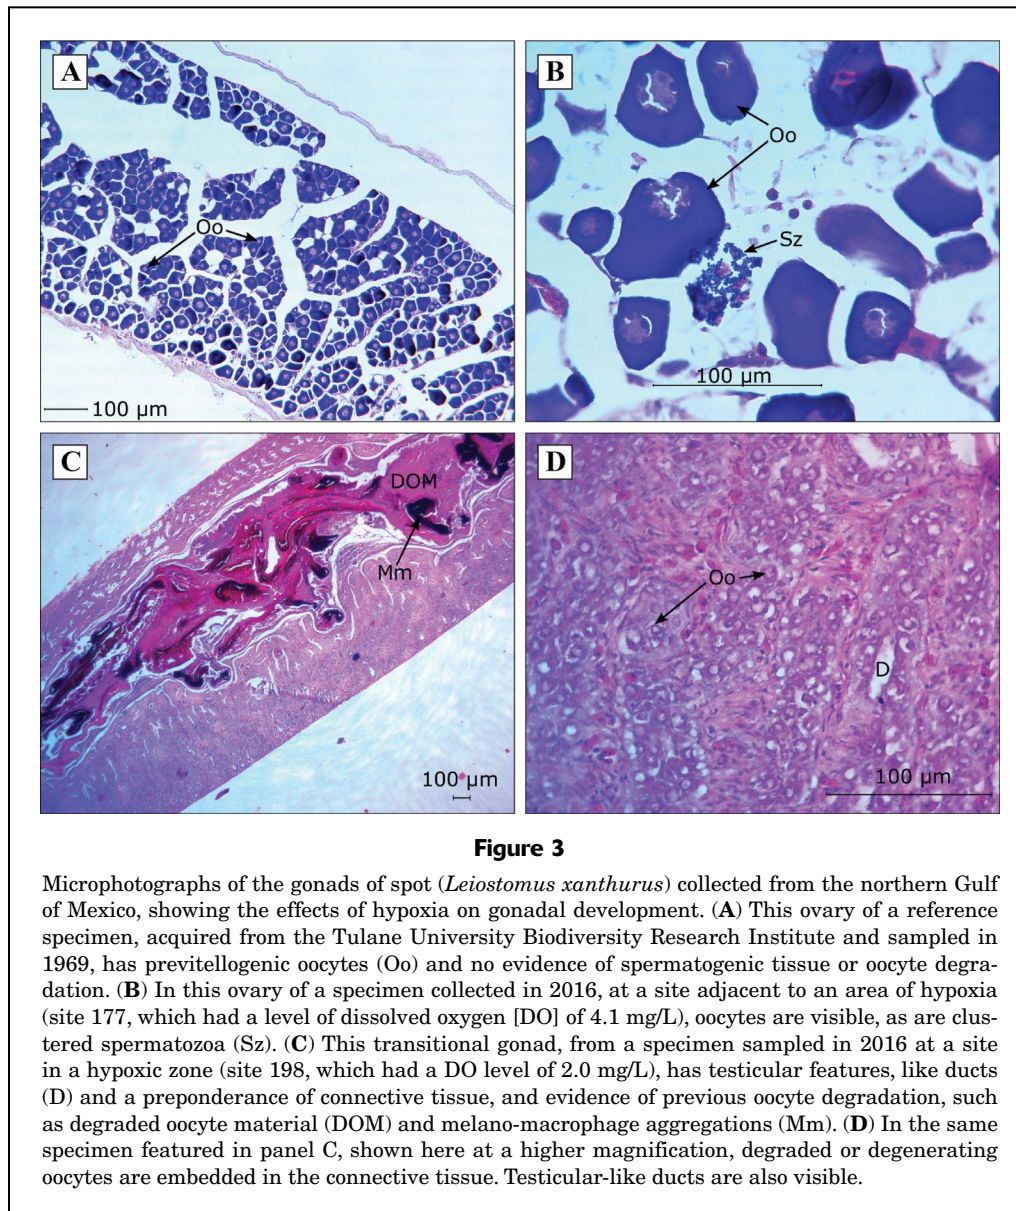 A
Oo
100 µm
B
Oo
Sz
100 µm
C
DOM
Mm
100 µm
D
Oo
D
100 µm
Figure 3
Microphotographs of the gonads of spot (Leiostomus xanthurus) collected from the northern Gulf
of Mexico, showing the effects of hypoxia on gonadal development. (A) This ovary of a reference
specimen, acquired from the Tulane University Biodiversity Research Institute and sampled in
1969, has previtellogenic oocytes (Oo) and no evidence of spermatogenic tissue or oocyte degra-
dation. (B) In this ovary of a specimen collected in 2016, at a site adjacent to an area of hypoxia
(site 177, which had a level of dissolved oxygen [DO] of 4.1 mg/L), oocytes are visible, as are clus-
tered spermatozoa (Sz). (C) This transitional gonad, from a specimen sampled in 2016 at a site
in a hypoxic zone (site 198, which had a DO level of 2.0 mg/L), has testicular features, like ducts
(D) and a preponderance of connective tissue, and evidence of previous oocyte degradation, such
as degraded oocyte material (DOM) and melano-macrophage aggregations (Mm). (D) In the same
specimen featured in panel C, shown here at a higher magnification, degraded or degenerating
oocytes are embedded in the connective tissue. Testicular-like ducts are also visible.